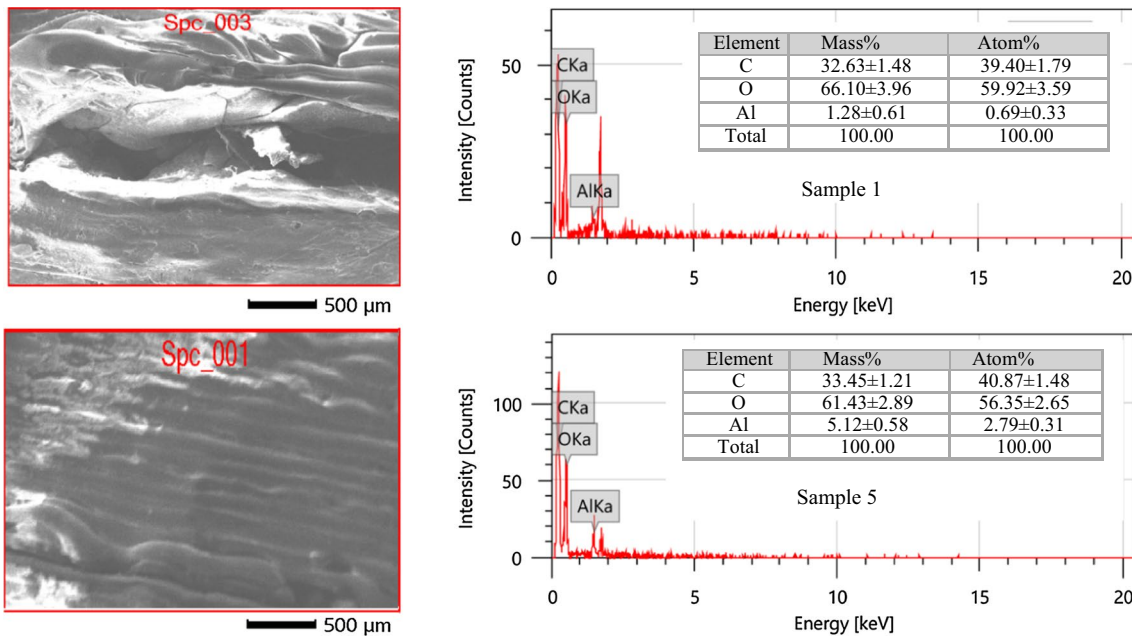 Spc_003
500 µm
Intensity [Counts]
50
0
CKa
OKa
AlKa
Element Mass% Atom%
C 32.63±1.48 39.40±1.79
O 66.10±3.96 59.92±3.59
Al 1.28±0.61 0.69±0.33
Total 100.00 100.00
Sample 1
0 5 10 15 20
Energy [keV]
Spc_001
500 µm
Intensity [Counts]
100
50
0
CKa
OKa
AlKa
Element Mass% Atom%
C 33.45±1.21 40.87±1.48
O 61.43±2.89 56.35±2.65
Al 5.12±0.58 2.79±0.31
Total 100.00 100.00
Sample 5
0 5 10 15 20
Energy [keV]